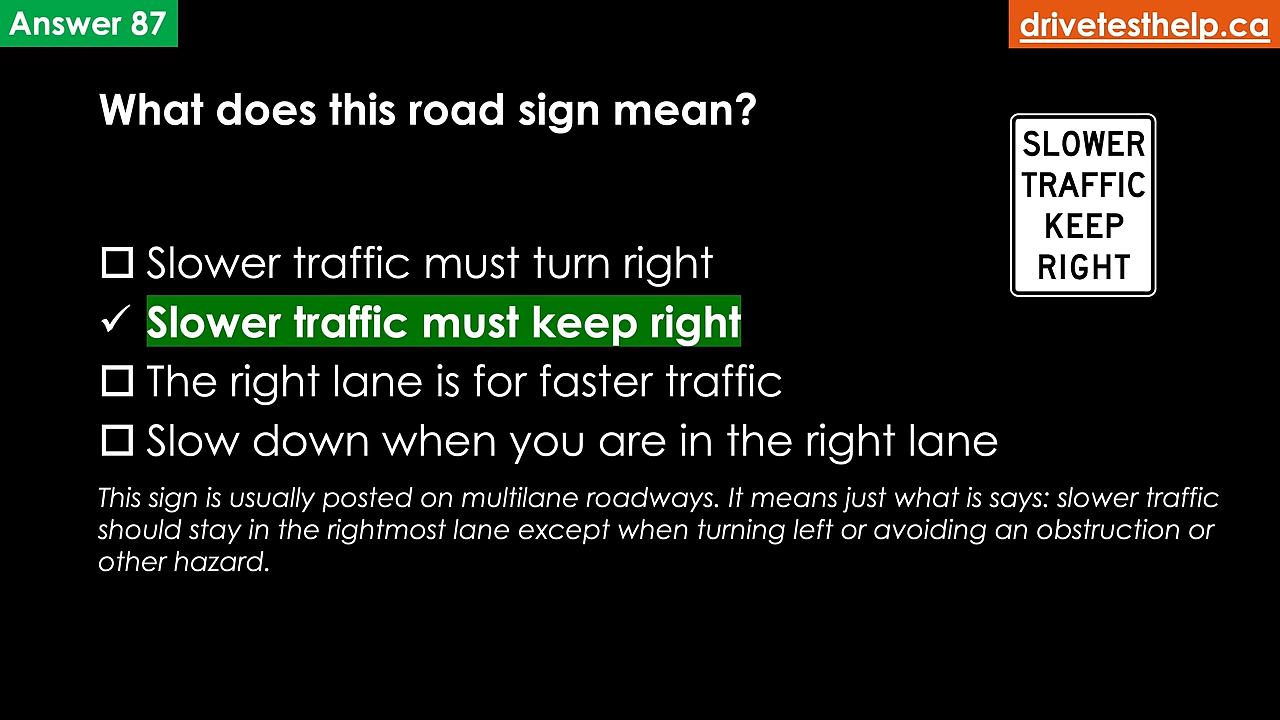 Answer 87
drivetesthelp.ca
What does this road sign mean?
SLOWER
TRAFFIC
KEEP
RIGHT
☐ Slower traffic must turn right
✓ Slower traffic must keep right
☐ The right lane is for faster traffic
☐ Slow down when you are in the right lane
This sign is usually posted on multilane roadways. It means just what is says: slower traffic
should stay in the rightmost lane except when turning left or avoiding an obstruction or
other hazard.